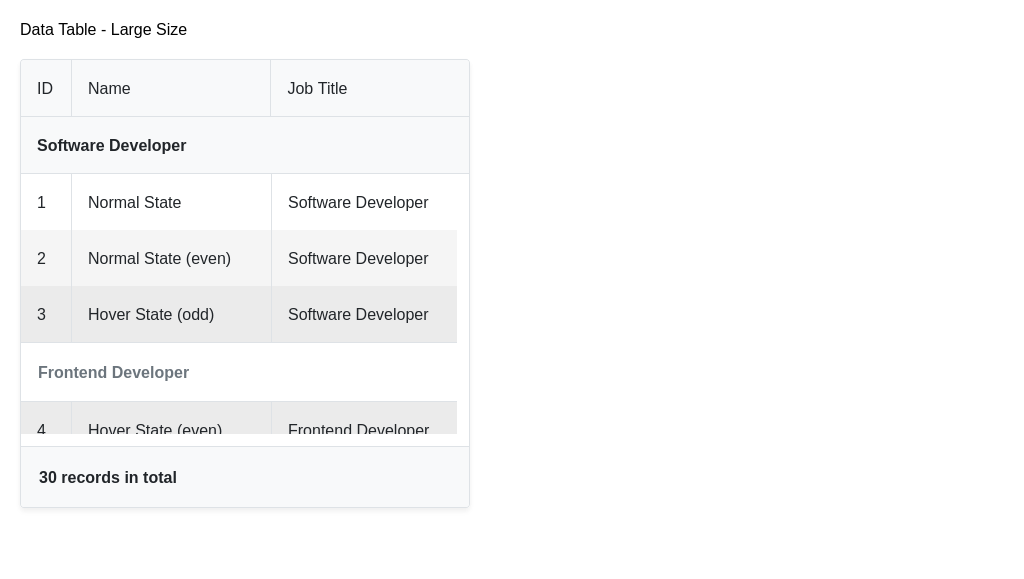 Data Table - Large Size
ID Name Job Title
Software Developer
1 Normal State Software Developer
2 Normal State (even) Software Developer
3 Hover State (odd) Software Developer
Frontend Developer
4 Hover State (even) Frontend Developer
30 records in total